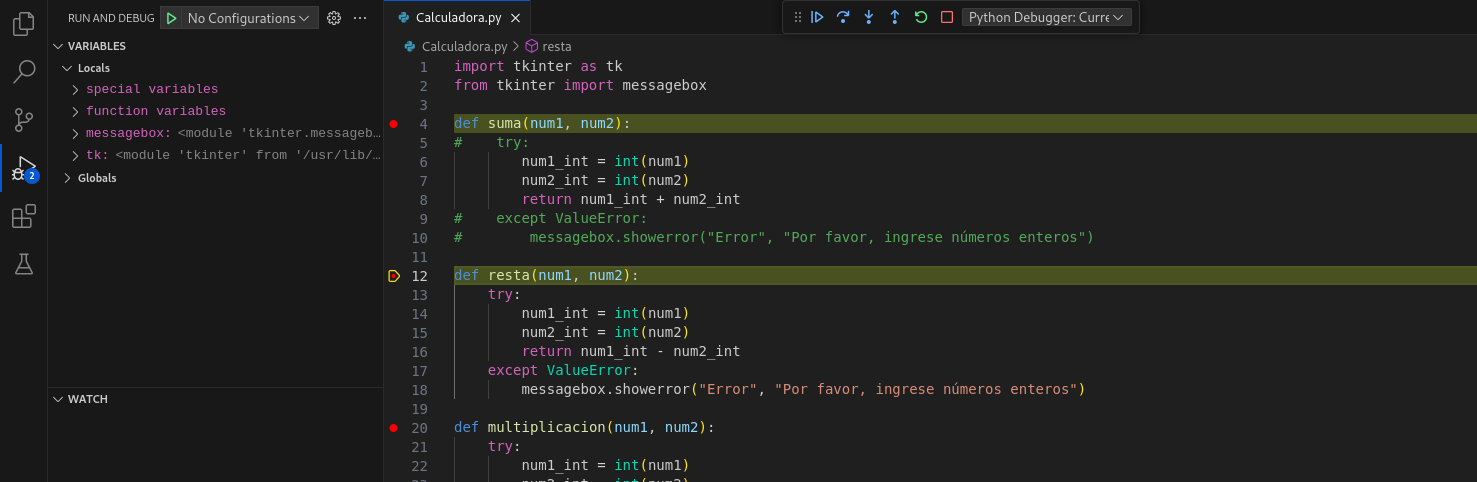 RUN AND DEBUG No Configurations
Calculadora.py
Python Debugger: Curre
VARIABLES
Locals
special variables
function variables
messagebox: <module 'tkinter.messageb…
tk: <module 'tkinter' from '/usr/lib/…
Globals
2
WATCH
Calculadora.py > resta
1 import tkinter as tk
2 from tkinter import messagebox
3
4 def suma(num1, num2):
5 #    try:
6         num1_int = int(num1)
7         num2_int = int(num2)
8         return num1_int + num2_int
9 #    except ValueError:
10 #        messagebox.showerror("Error", "Por favor, ingrese números enteros")
11
12 def resta(num1, num2):
13     try:
14         num1_int = int(num1)
15         num2_int = int(num2)
16         return num1_int - num2_int
17     except ValueError:
18         messagebox.showerror("Error", "Por favor, ingrese números enteros")
19
20 def multiplicacion(num1, num2):
21     try:
22         num1_int = int(num1)
23         num2_int = int(num2)